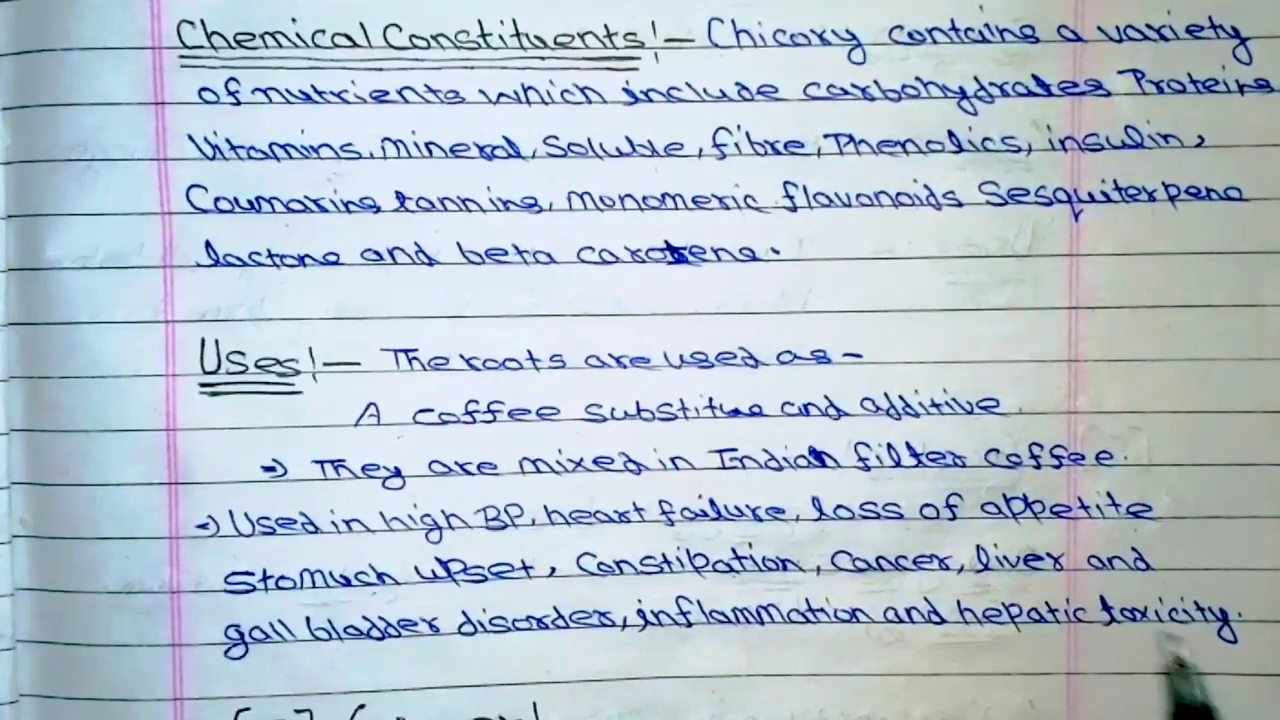 Chemical Constituents!- Chicory contains a variety
of nutrients which include carbohydrates Proteins
Vitamins, mineral, Soluble, fibre, Phenolics, insulin,
Coumarins tannins, monomeric flavonoids Sesquiterpene
lactone and beta carotene.
Uses!- The roots are used as -
A coffee substitue and additive.
=> They are mixed in Indian filter coffee.
=> Used in high BP, heart failure, loss of appetite
Stomuch upset, Constipation, Cancer, liver and
gall bladder disorder, inflammation and hepatic toxicity.